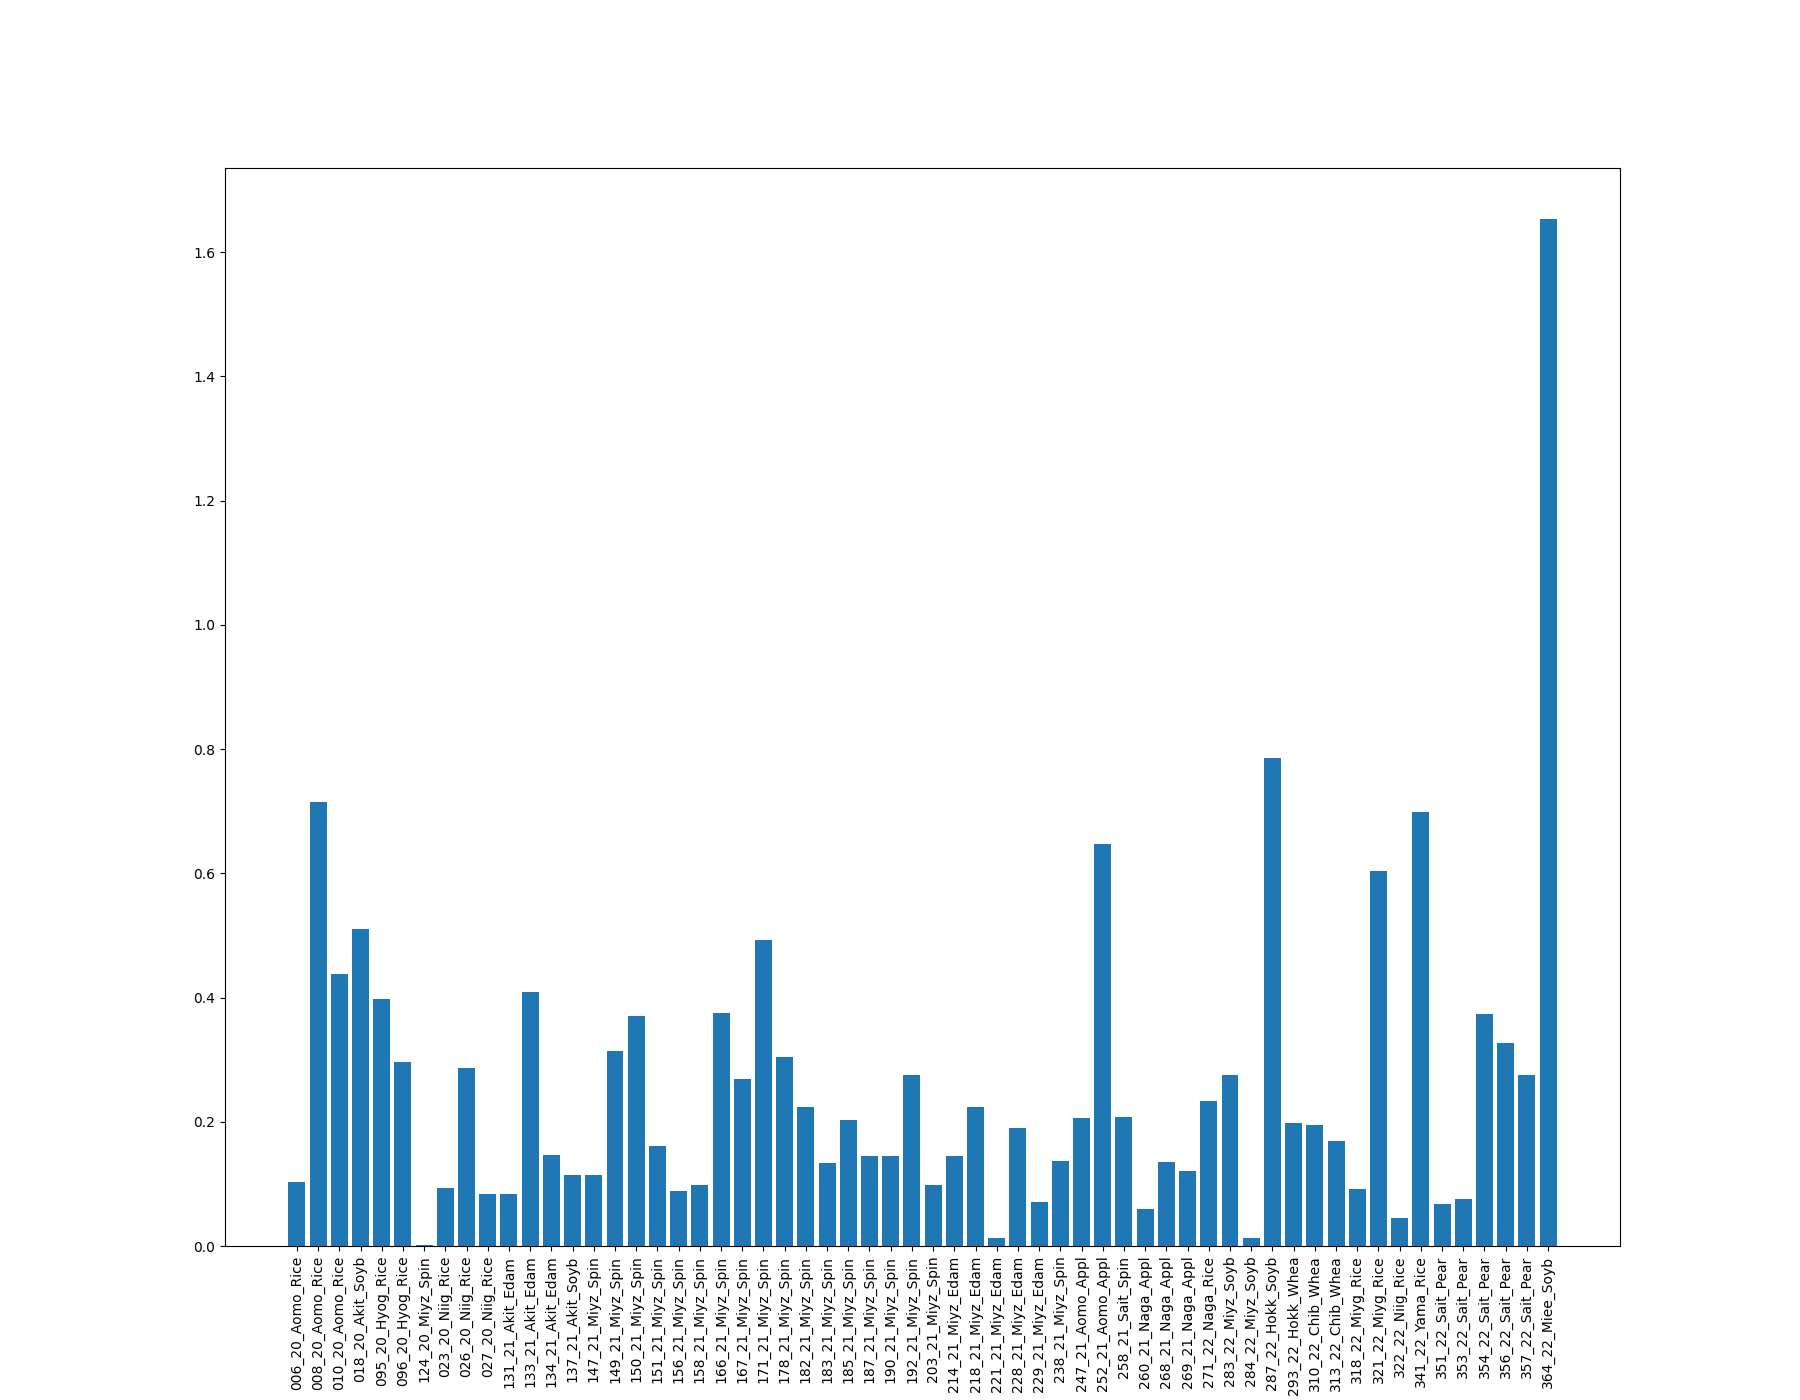 1.6
1.4
1.2
1.0
0.8
0.6
0.4
0.2
0.0
006_20_Aomo_Rice
008_20_Aomo_Rice
010_20_Aomo_Rice
018_20_Akit_Soyb
095_20_Hyog_Rice
096_20_Hyog_Rice
124_20_Miyz_Spin
023_20_Niig_Rice
026_20_Niig_Rice
027_20_Niig_Rice
131_21_Akit_Edam
133_21_Akit_Edam
134_21_Akit_Edam
137_21_Akit_Soyb
147_21_Miyz_Spin
149_21_Miyz_Spin
150_21_Miyz_Spin
151_21_Miyz_Spin
156_21_Miyz_Spin
158_21_Miyz_Spin
166_21_Miyz_Spin
167_21_Miyz_Spin
171_21_Miyz_Spin
178_21_Miyz_Spin
182_21_Miyz_Spin
183_21_Miyz_Spin
185_21_Miyz_Spin
187_21_Miyz_Spin
190_21_Miyz_Spin
192_21_Miyz_Spin
203_21_Miyz_Spin
214_21_Miyz_Edam
218_21_Miyz_Edam
221_21_Miyz_Edam
228_21_Miyz_Edam
229_21_Miyz_Edam
238_21_Miyz_Spin
247_21_Aomo_Appl
252_21_Aomo_Appl
258_21_Sait_Spin
260_21_Naga_Appl
268_21_Naga_Appl
269_21_Naga_Appl
271_22_Naga_Rice
283_22_Miyz_Soyb
284_22_Miyz_Soyb
287_22_Hokk_Soyb
293_22_Hokk_Whea
310_22_Chib_Whea
313_22_Chib_Whea
318_22_Miyg_Rice
321_22_Miyg_Rice
322_22_Niig_Rice
341_22_Yama_Rice
351_22_Sait_Pear
353_22_Sait_Pear
354_22_Sait_Pear
356_22_Sait_Pear
357_22_Sait_Pear
364_22_Miee_Soyb